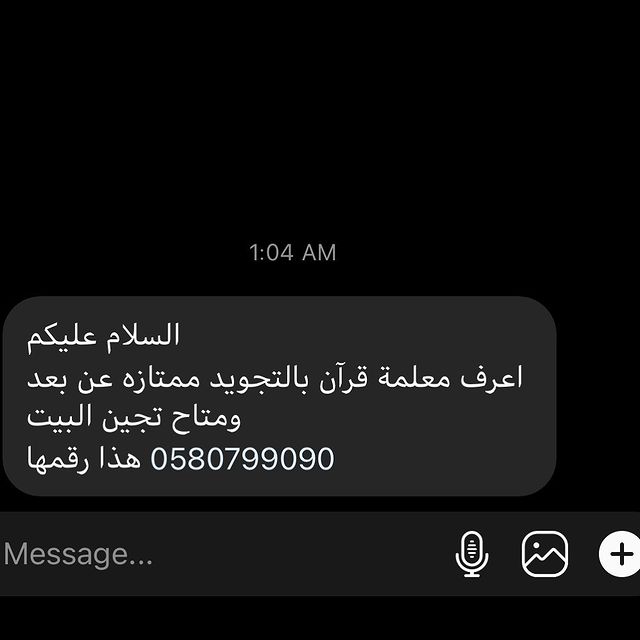 1:04 AM
السلام عليكم
اعرف معلمة قرآن بالتجويد ممتازه عن بعد
ومتاح تجين البيت
هذا رقمها 0580799090
Message...